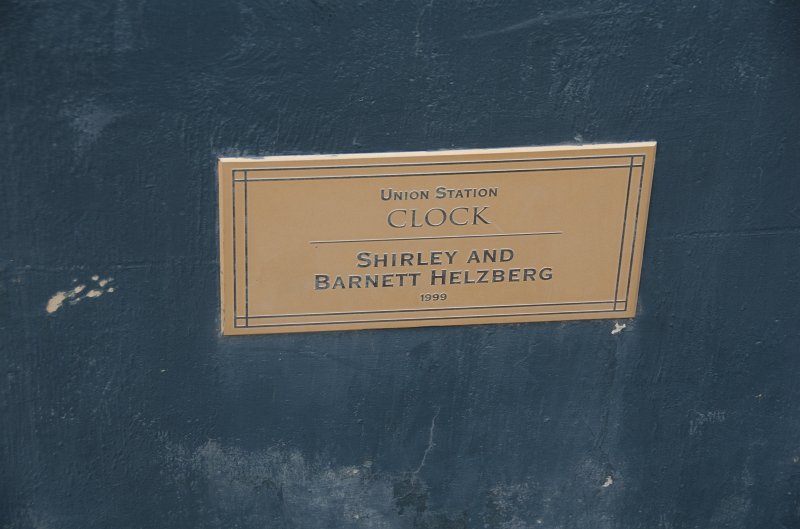 Union Station
CLOCK
Shirley and
Barnett Helzberg
1999